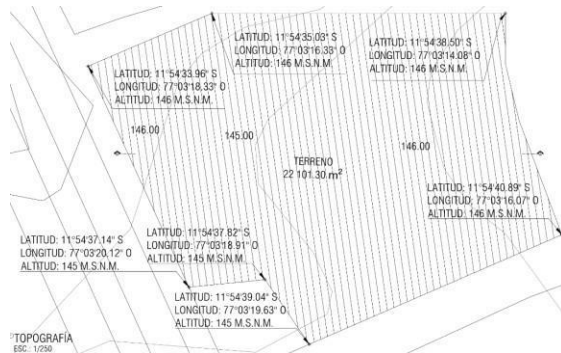 LATITUD: 11°54'35.03" S
LONGITUD: 77°03'16.33" O
ALTITUD: 146 M.S.N.M.
LATITUD: 11°54'38.50" S
LONGITUD: 77°03'14.08" O
ALTITUD: 146 M.S.N.M.
LATITUD: 11°54'33.96" S
LONGITUD: 77°03'18.33" O
ALTITUD: 146 M.S.N.M.
146.00
145.00
146.00
TERRENO
22 101.30 m²
LATITUD: 11°54'40.89" S
LONGITUD: 77°03'16.07" O
ALTITUD: 146 M.S.N.M.
LATITUD: 11°54'37.14" S
LONGITUD: 77°03'20.12" O
ALTITUD: 145 M.S.N.M.
LATITUD: 11°54'37.82" S
LONGITUD: 77°03'18.91" O
ALTITUD: 145 M.S.N.M.
LATITUD: 11°54'39.04" S
LONGITUD: 77°03'19.63" O
ALTITUD: 145 M.S.N.M.
TOPOGRAFÍA
ESC.: 1/250